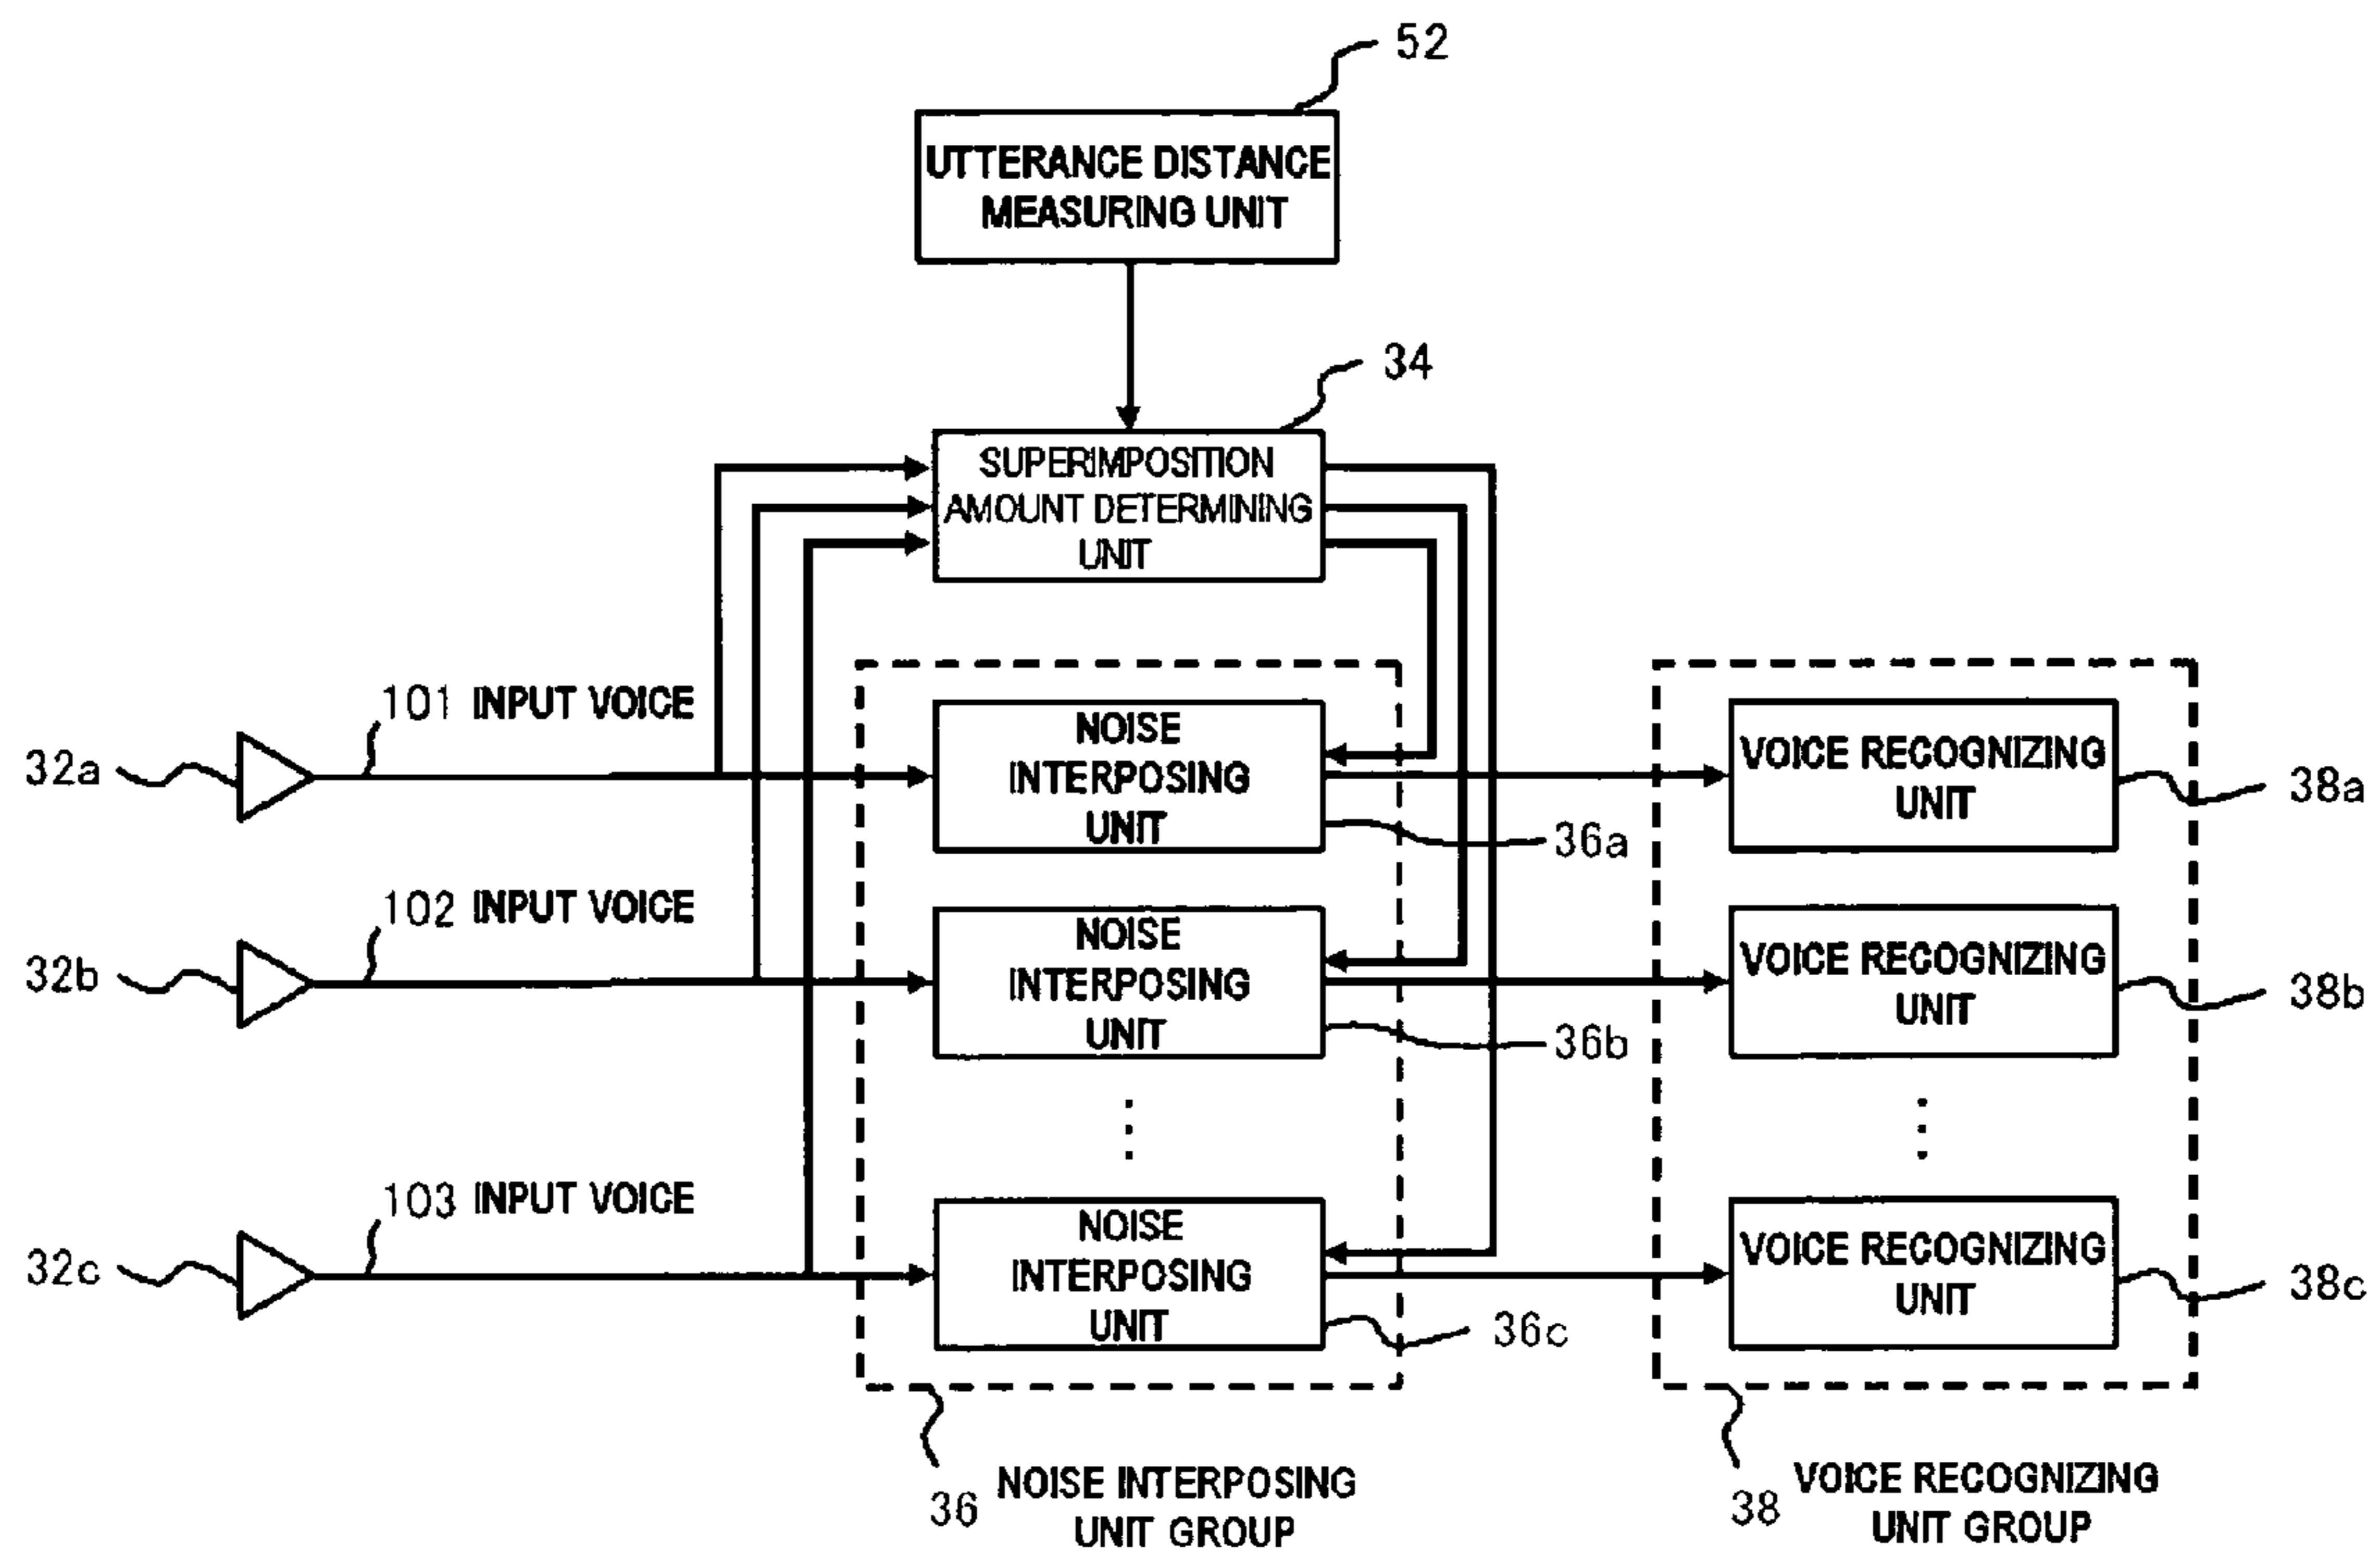 52
UTTERANCE DISTANCE
MEASURING UNIT
34
SUPERIMPOSITION
AMOUNT DETERMINING
UNIT
101 INPUT VOICE
32a
NOISE
INTERPOSING
UNIT
36a
VOICE RECOGNIZING
UNIT
38a
102 INPUT VOICE
32b
NOISE
INTERPOSING
UNIT
36b
VOICE RECOGNIZING
UNIT
38b
103 INPUT VOICE
32c
NOISE
INTERPOSING
UNIT
36c
VOICE RECOGNIZING
UNIT
38c
36 NOISE INTERPOSING
UNIT GROUP
38 VOICE RECOGNIZING
UNIT GROUP